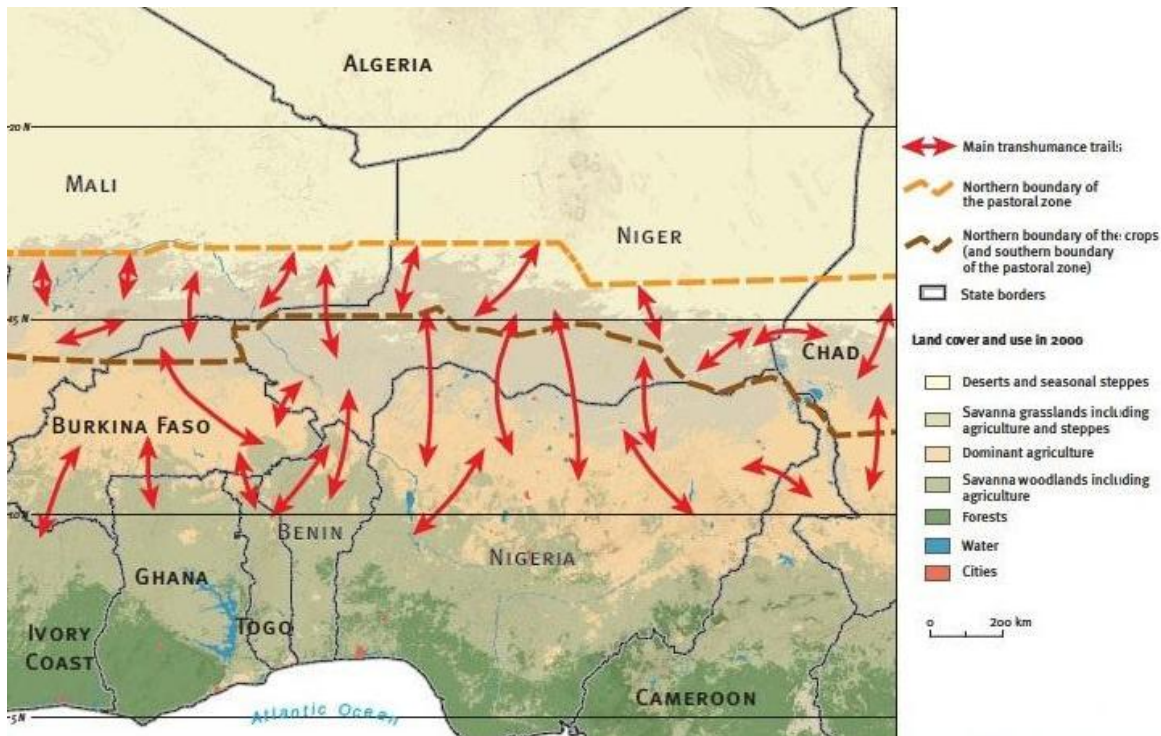 ALGERIA
20 N
MALI
NIGER
15 N
CHAD
BURKINA FASO
10 N
BENIN
NIGERIA
GHANA
TOGO
IVORY
COAST
CAMEROON
Atlantic Ocean
5 N
Main transhumance trails
Northern boundary of
the pastoral zone
Northern boundary of the crops
(and southern boundary
of the pastoral zone)
State borders
Land cover and use in 2000
Deserts and seasonal steppes
Savanna grasslands including
agriculture and steppes
Dominant agriculture
Savanna woodlands including
agriculture
Forests
Water
Cities
0 200 km